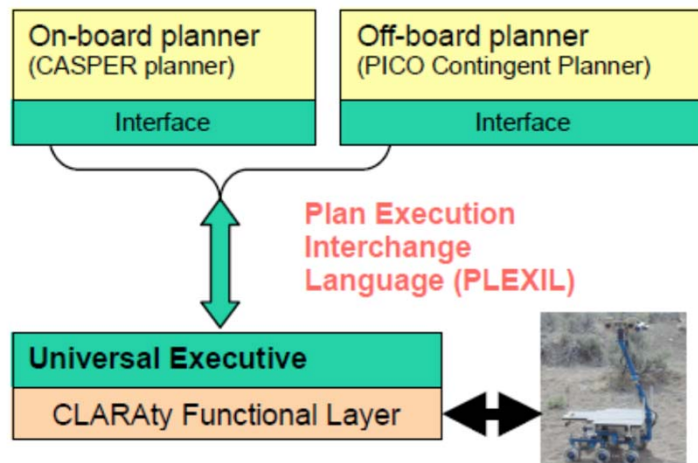 On-board planner
(CASPER planner)
Interface
Off-board planner
(PICO Contingent Planner)
Interface
Plan Execution
Interchange
Language (PLEXIL)
Universal Executive
CLARAty Functional Layer